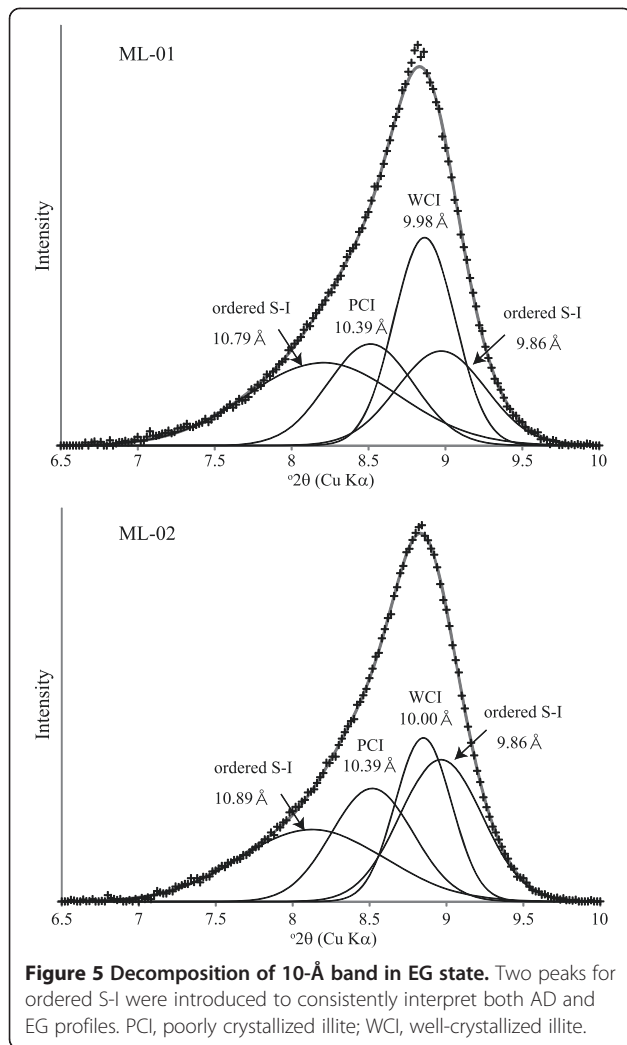 ML-01
WCI
9.98 Å
PCI
10.39 Å
ordered S-I
10.79 Å
ordered S-I
9.86 Å
Intensity
6.5 7 7.5 8 8.5 9 9.5 10
°2θ (Cu Kα)
ML-02
WCI
10.00 Å
ordered S-I
9.86 Å
PCI
10.39 Å
ordered S-I
10.89 Å
Intensity
6.5 7 7.5 8 8.5 9 9.5 10
°2θ (Cu Kα)
Figure 5 Decomposition of 10-Å band in EG state. Two peaks for
ordered S-I were introduced to consistently interpret both AD and
EG profiles. PCI, poorly crystallized illite; WCI, well-crystallized illite.